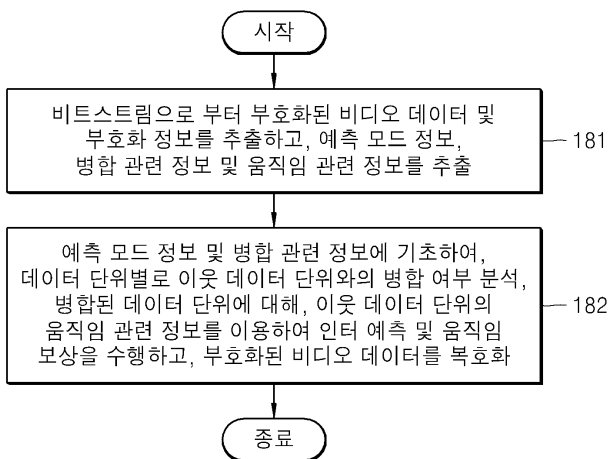 시작
비트스트림으로 부터 부호화된 비디오 데이터 및
부호화 정보를 추출하고, 예측 모드 정보,
병합 관련 정보 및 움직임 관련 정보를 추출
181
예측 모드 정보 및 병합 관련 정보에 기초하여,
데이터 단위별로 이웃 데이터 단위와의 병합 여부 분석,
병합된 데이터 단위에 대해, 이웃 데이터 단위의
움직임 관련 정보를 이용하여 인터 예측 및 움직임
보상을 수행하고, 부호화된 비디오 데이터를 복호화
182
종료